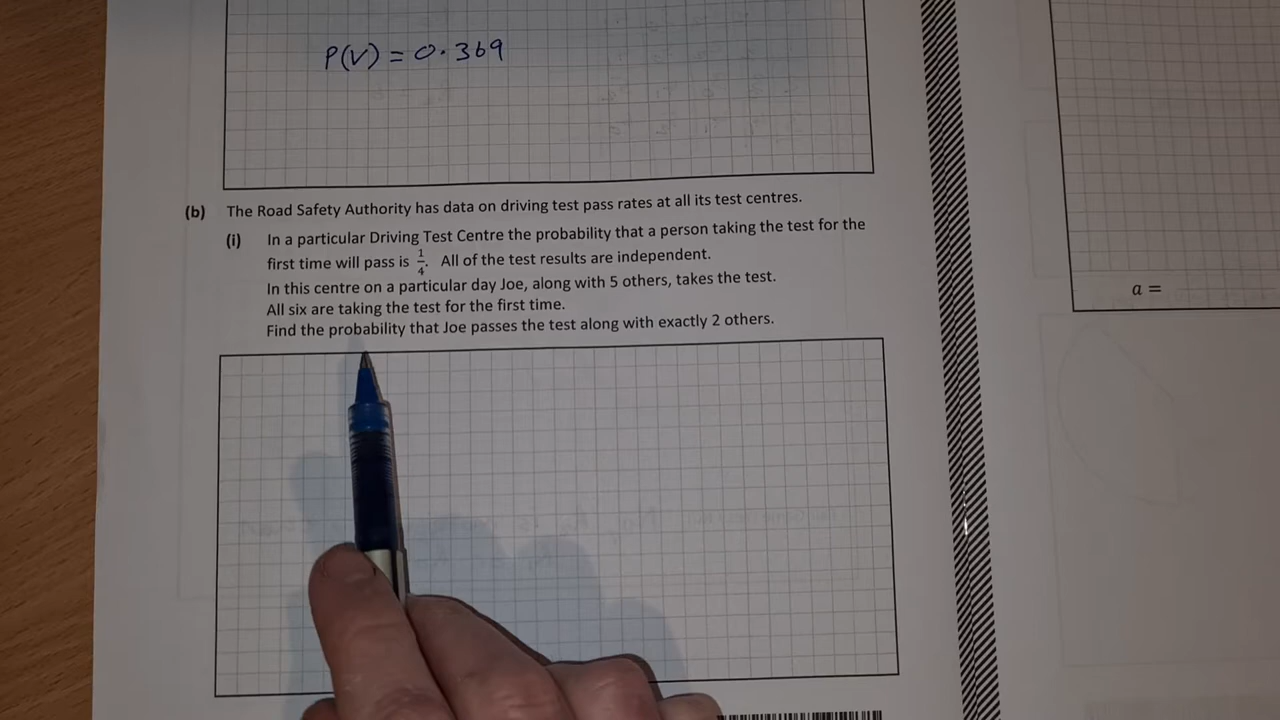 P(V) = 0.369
(b) The Road Safety Authority has data on driving test pass rates at all its test centres.
(i) In a particular Driving Test Centre the probability that a person taking the test for the
first time will pass is 1/4. All of the test results are independent.
In this centre on a particular day Joe, along with 5 others, takes the test.
All six are taking the test for the first time.
Find the probability that Joe passes the test along with exactly 2 others.
a =